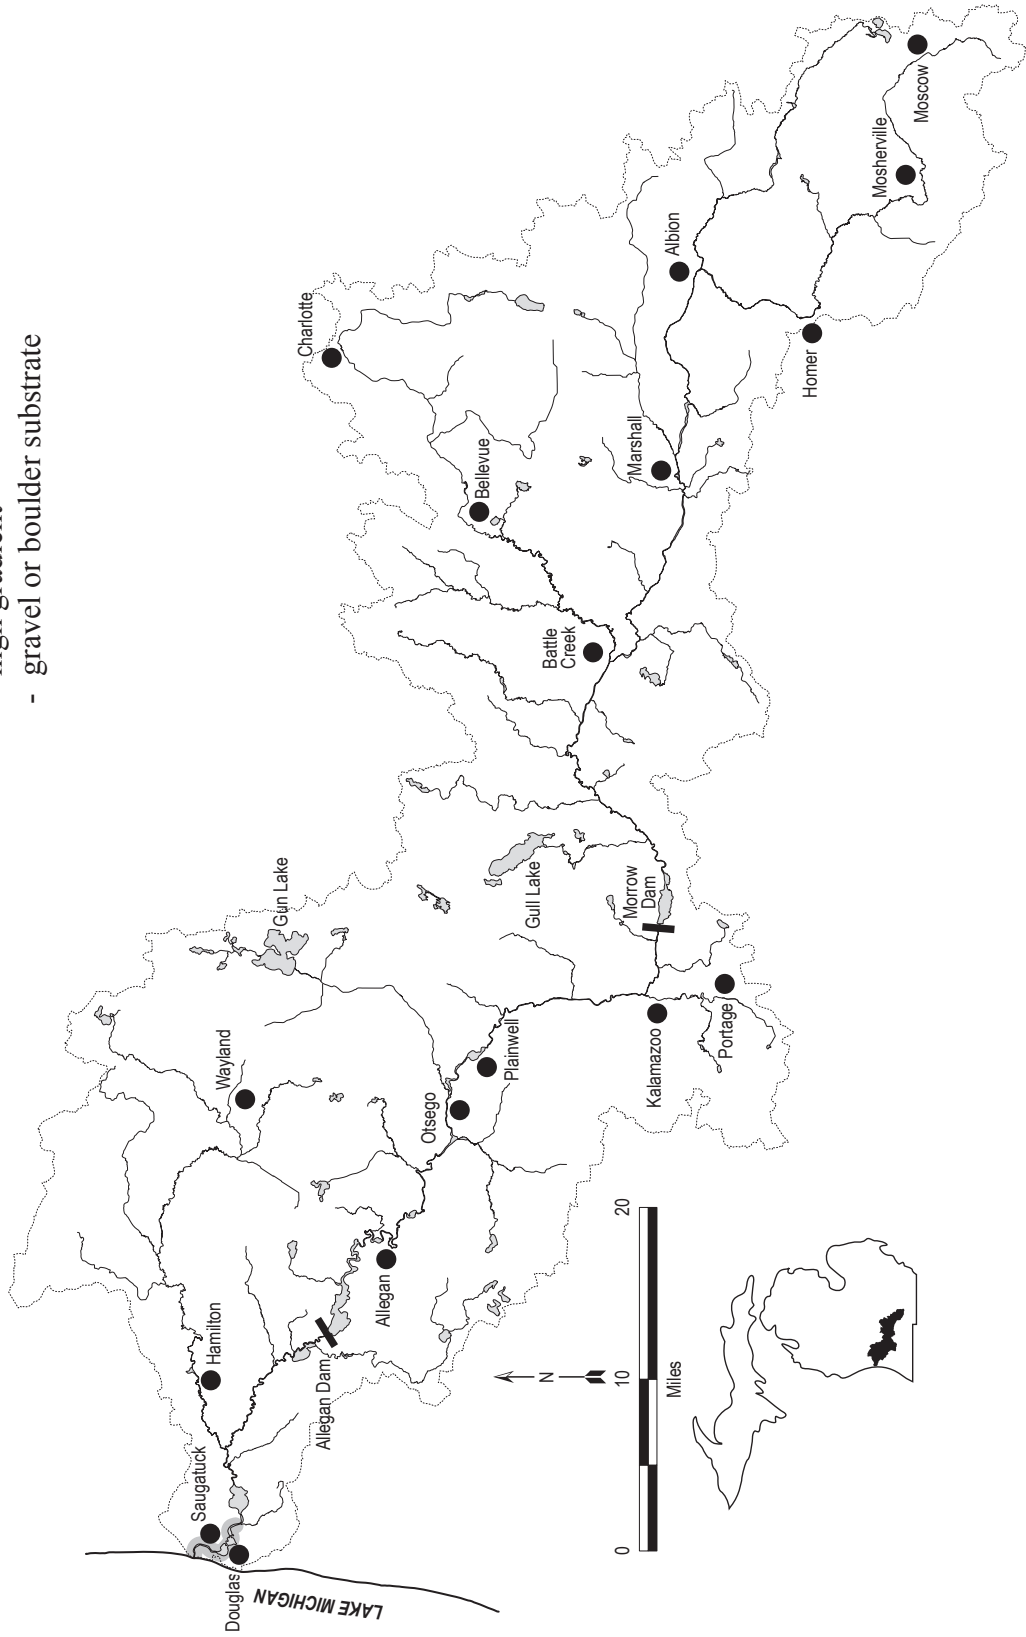 - gravel or boulder substrate
Charlotte
Moscow
Mosherville
Albion
Homer
Marshall
Bellevue
Battle
Creek
Gun Lake
Gull Lake
Morrow
Dam
Wayland
Plainwell
Otsego
Portage
Kalamazoo
Hamilton
Allegan
Allegan Dam
Saugatuck
Douglas
LAKE MICHIGAN
N
0
10
20
Miles